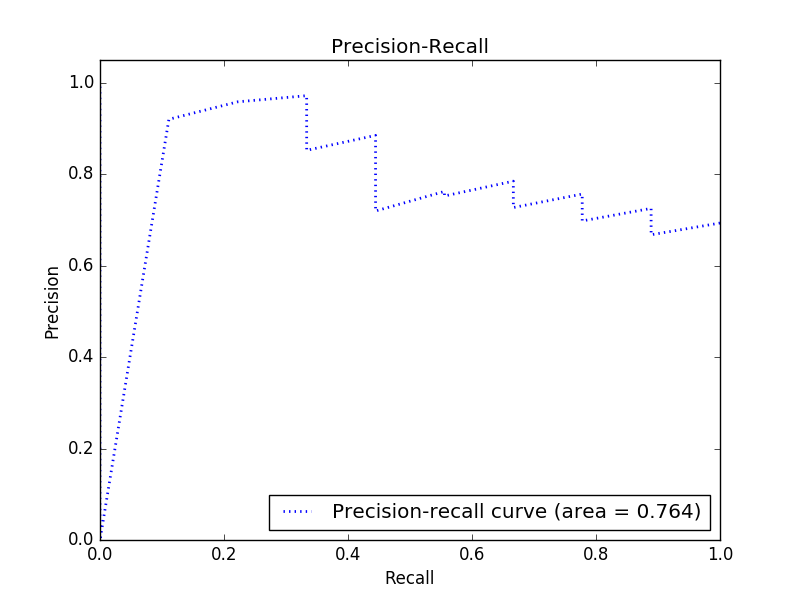 Precision-Recall
1.0
0.8
0.6
0.4
0.2
0.0
Precision
Precision-recall curve (area = 0.764)
0.0 0.2 0.4 0.6 0.8 1.0
Recall